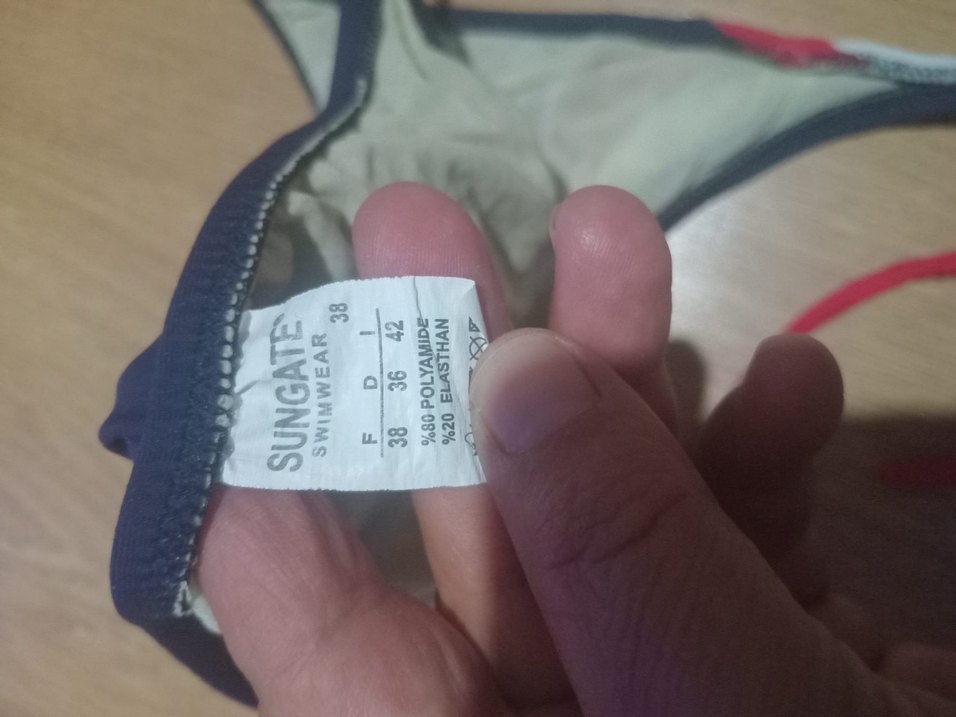 SUNGATE
SWIMWEAR 38
F D I
38 36 42
%80 POLYAMIDE
%20 ELASTHAN